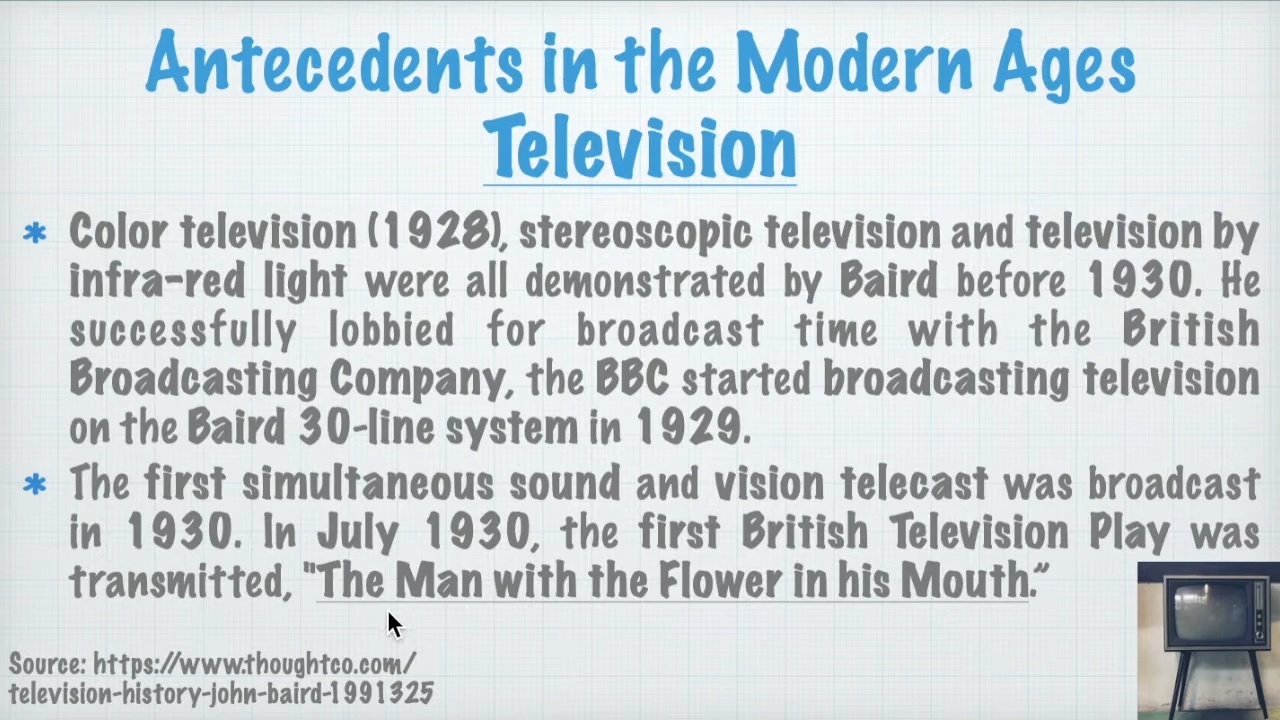 Antecedents in the Modern Ages
Television
* Color television (1928), stereoscopic television and television by
infra-red light were all demonstrated by Baird before 1930. He
successfully lobbied for broadcast time with the British
Broadcasting Company, the BBC started broadcasting television
on the Baird 30-line system in 1929.
* The first simultaneous sound and vision telecast was broadcast
in 1930. In July 1930, the first British Television Play was
transmitted, "The Man with the Flower in his Mouth.”
Source: https://www.thoughtco.com/
television-history-john-baird-1991325